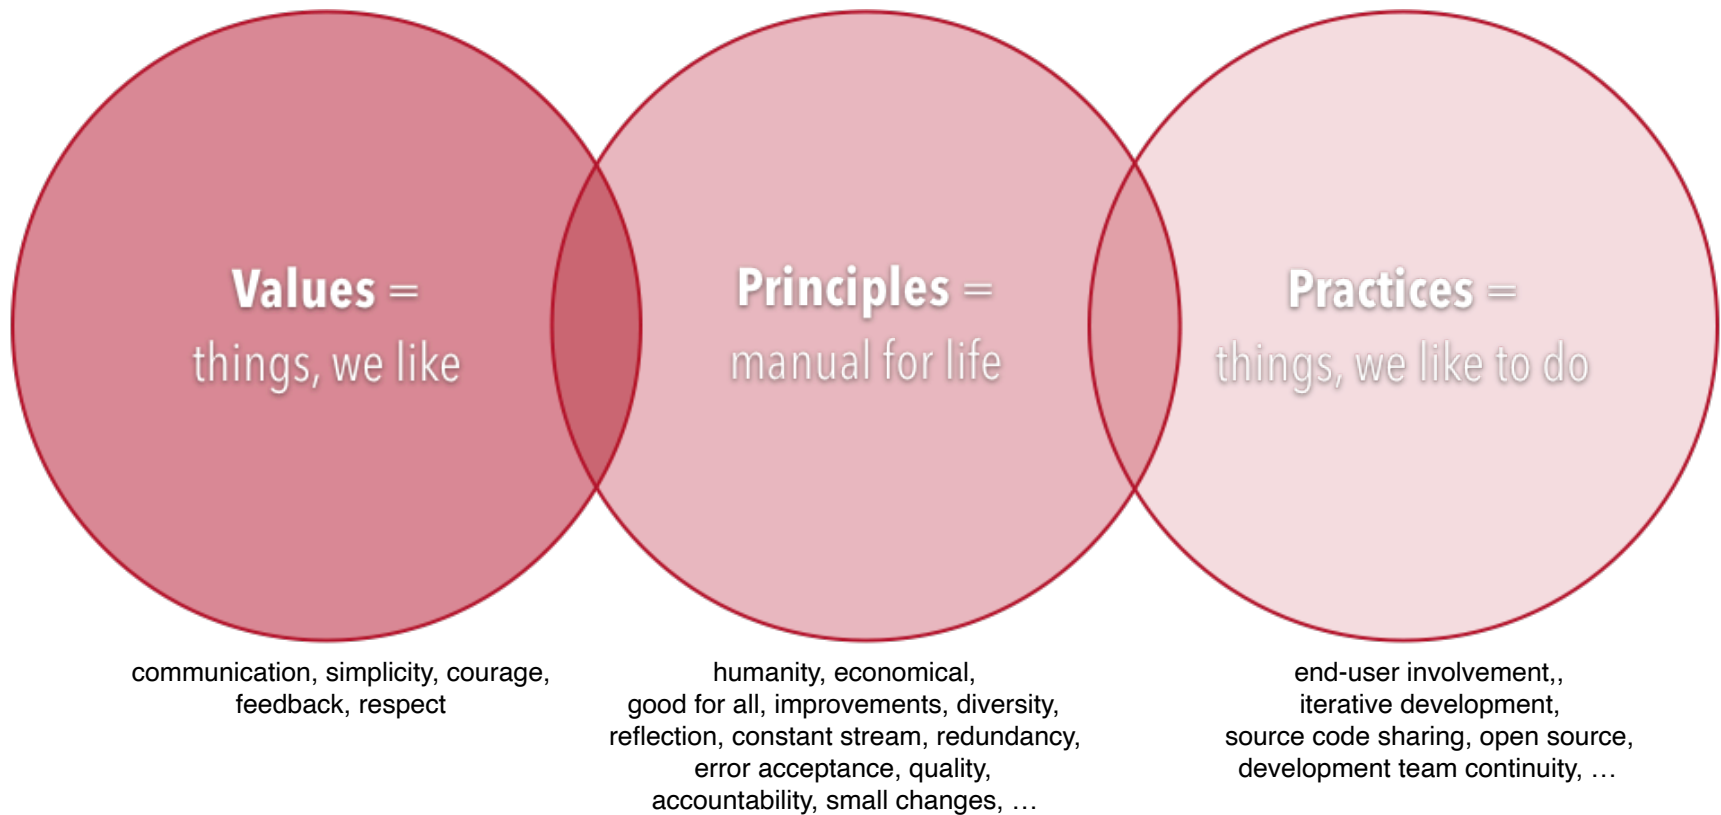 Values =
things, we like
Principles =
manual for life
Practices =
things, we like to do
communication, simplicity, courage,
feedback, respect
humanity, economical,
good for all, improvements, diversity,
reflection, constant stream, redundancy,
error acceptance, quality,
accountability, small changes, …
end-user involvement,,
iterative development,
source code sharing, open source,
development team continuity, …